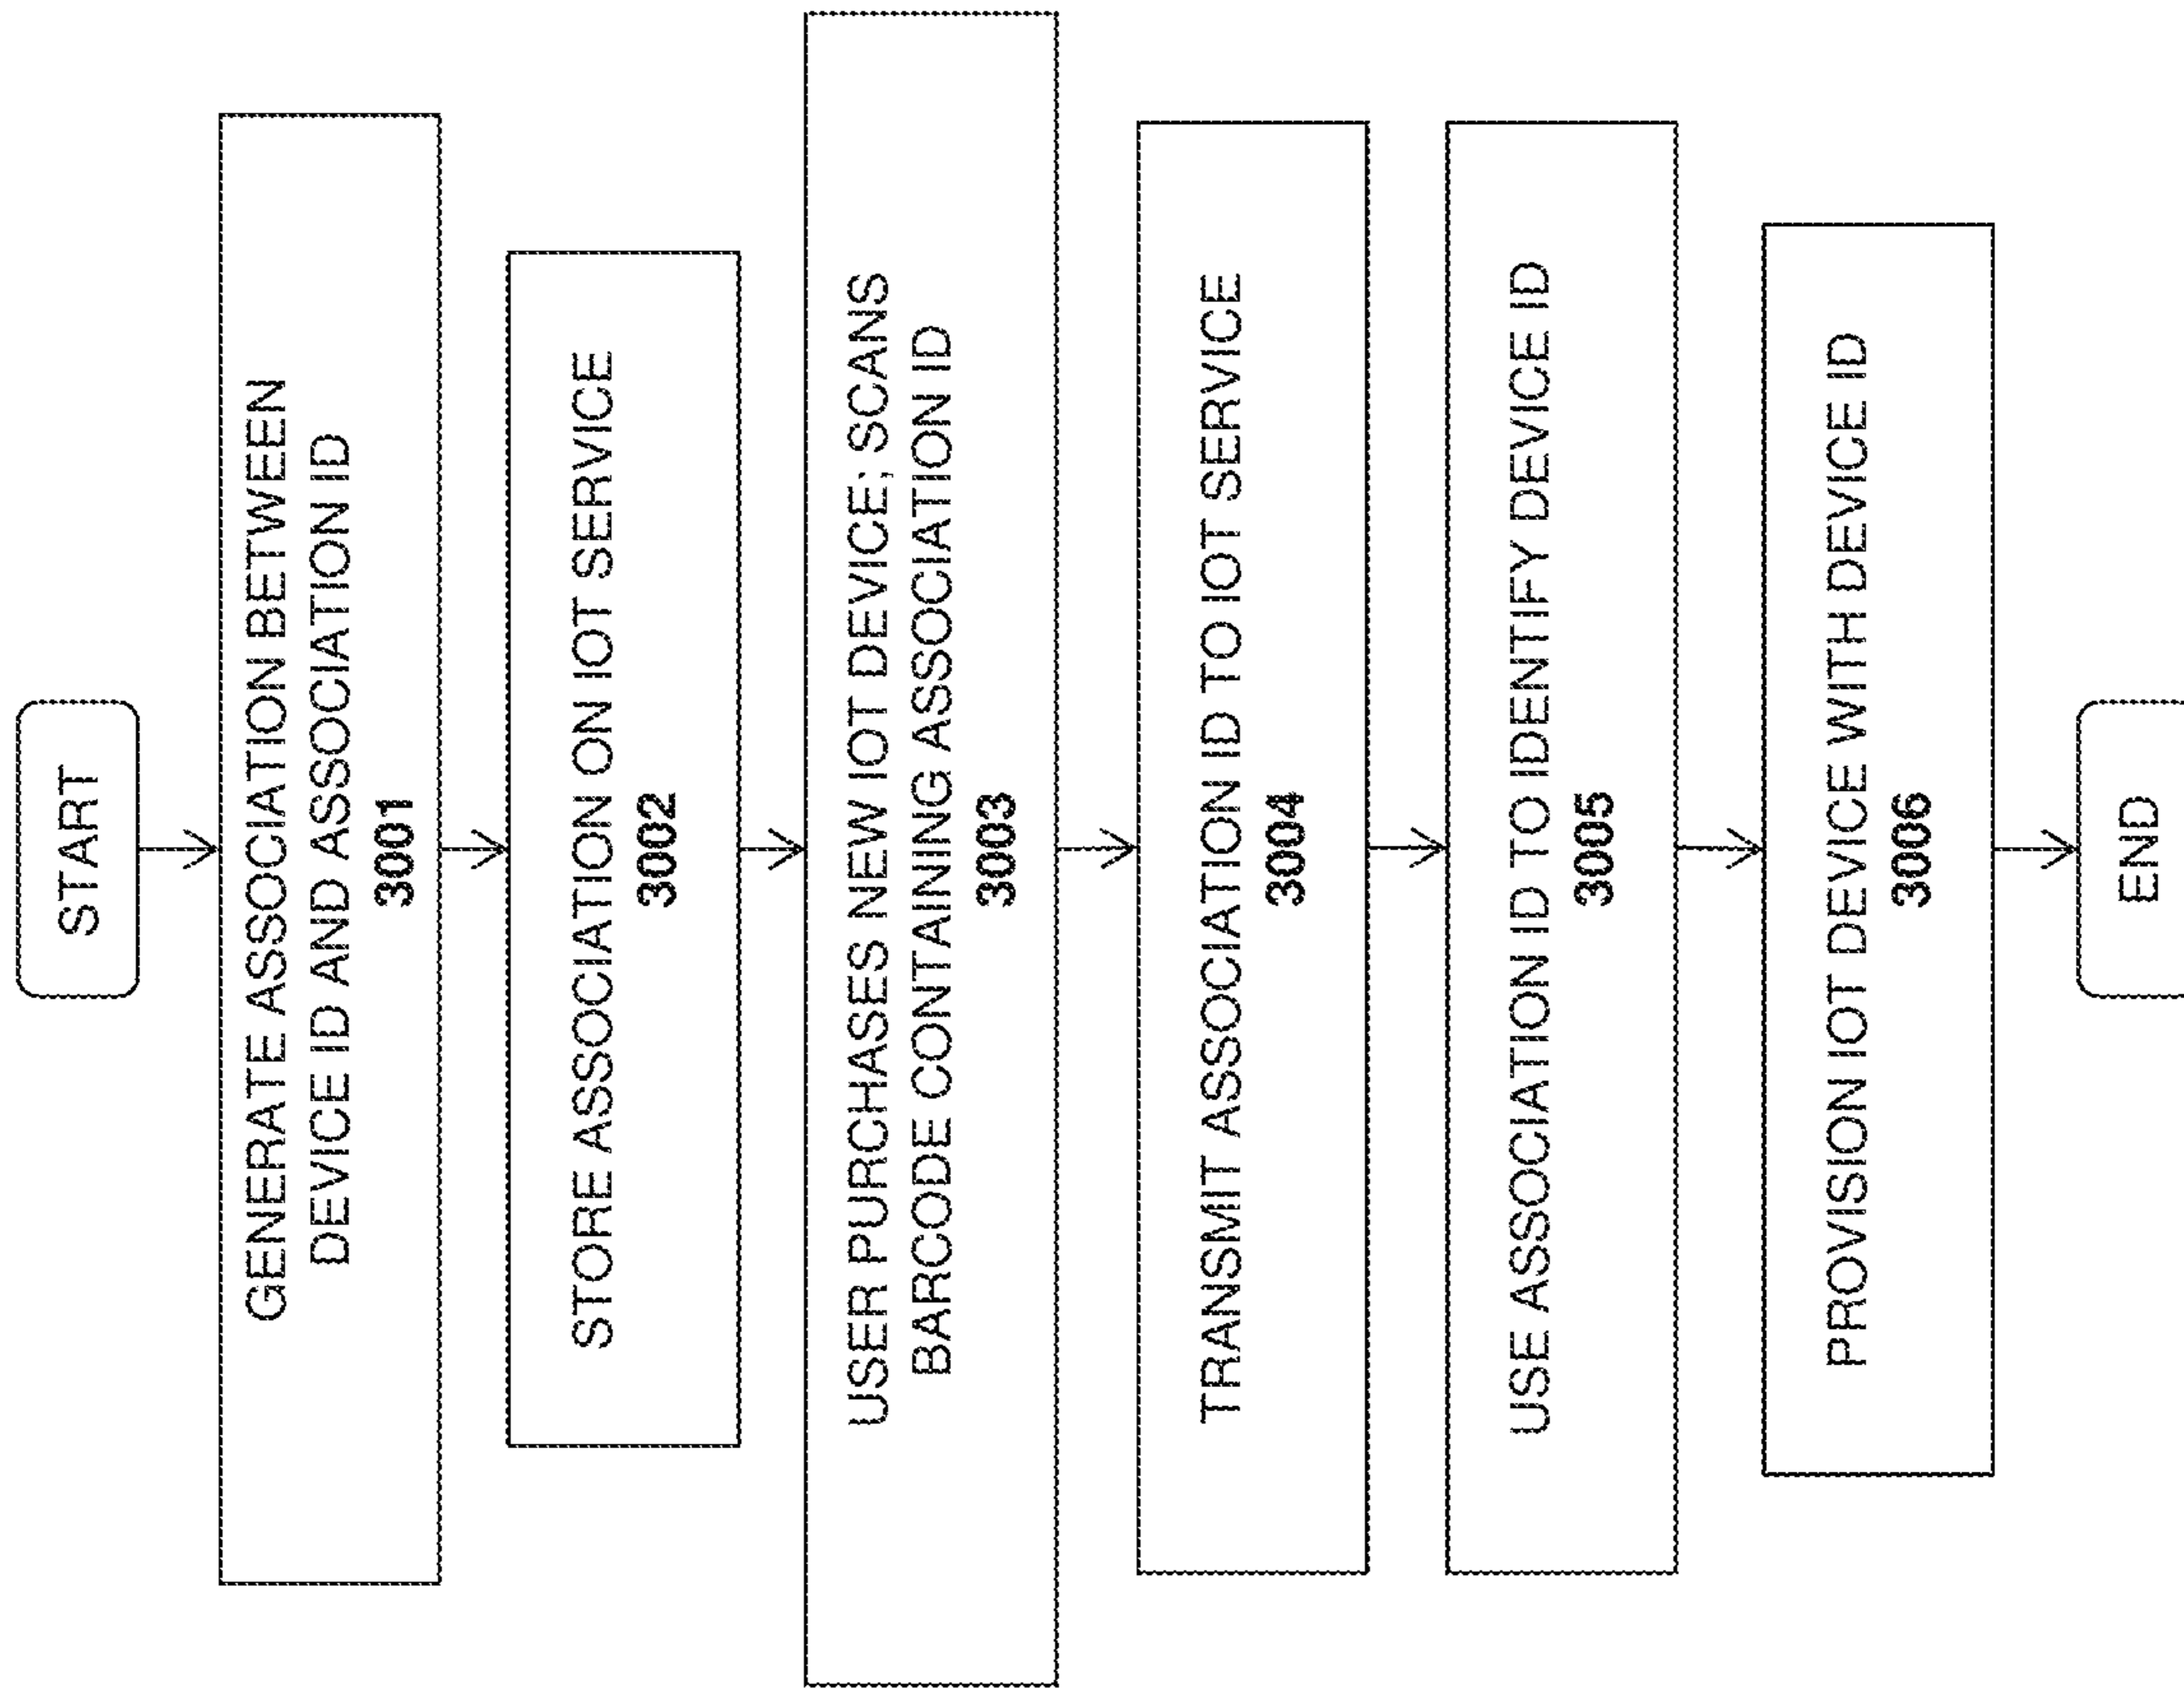 START
GENERATE ASSOCIATION BETWEEN
DEVICE ID AND ASSOCIATION ID
3001
STORE ASSOCIATION ON IOT SERVICE
3002
USER PURCHASES NEW IOT DEVICE; SCANS
BARCODE CONTAINING ASSOCIATION ID
3003
TRANSMIT ASSOCIATION ID TO IOT SERVICE
3004
USE ASSOCIATION ID TO IDENTIFY DEVICE ID
3005
PROVISION IOT DEVICE WITH DEVICE ID
3006
END